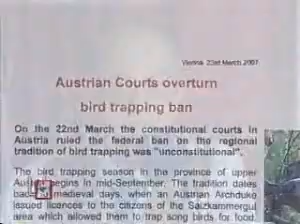 Vienna 23rd March 2007
Austrian Courts overturn
bird trapping ban
On the 22nd March the constitutional courts in
Austria ruled the federal ban on the regional
tradition of bird trapping was "unconstitutional".
The bird trapping season in the province of upper
begins in mid-September. The tradition dates
back to medieval days, when an Austrian Archduke
issued licences to the citizens of the Salzkammergut
area which allowed them to trap song birds for food.